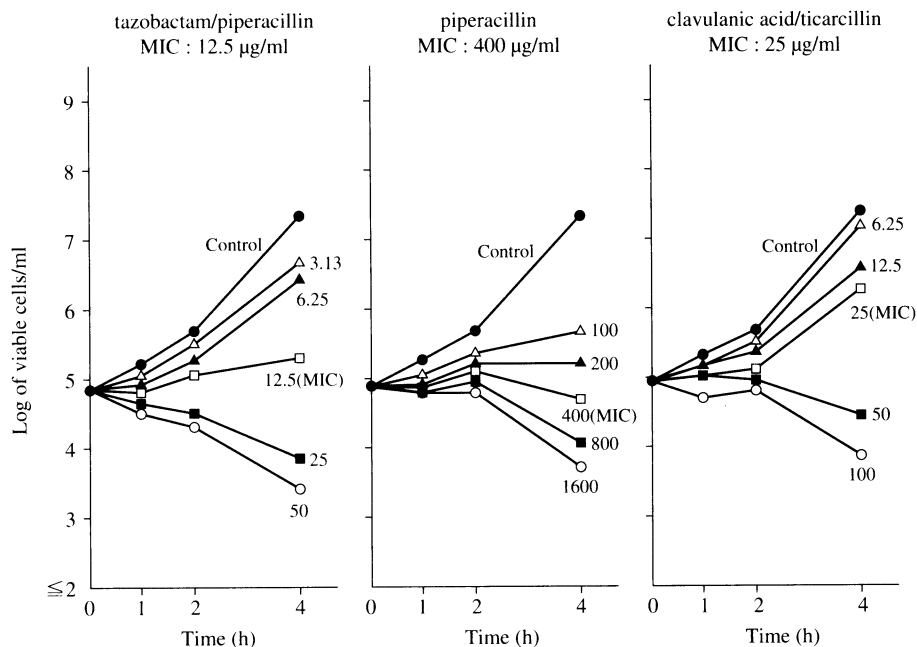 tazobactam/piperacillin
MIC : 12.5 µg/ml
piperacillin
MIC : 400 µg/ml
clavulanic acid/ticarcillin
MIC : 25 µg/ml
Log of viable cells/ml
9
8
7
6
5
4
3
≦2
Control
3.13
6.25
12.5(MIC)
25
50
0
1
2
4
Time (h)
Control
100
200
400(MIC)
800
1600
0
1
2
4
Time (h)
Control
6.25
12.5
25(MIC)
50
100
0
1
2
4
Time (h)